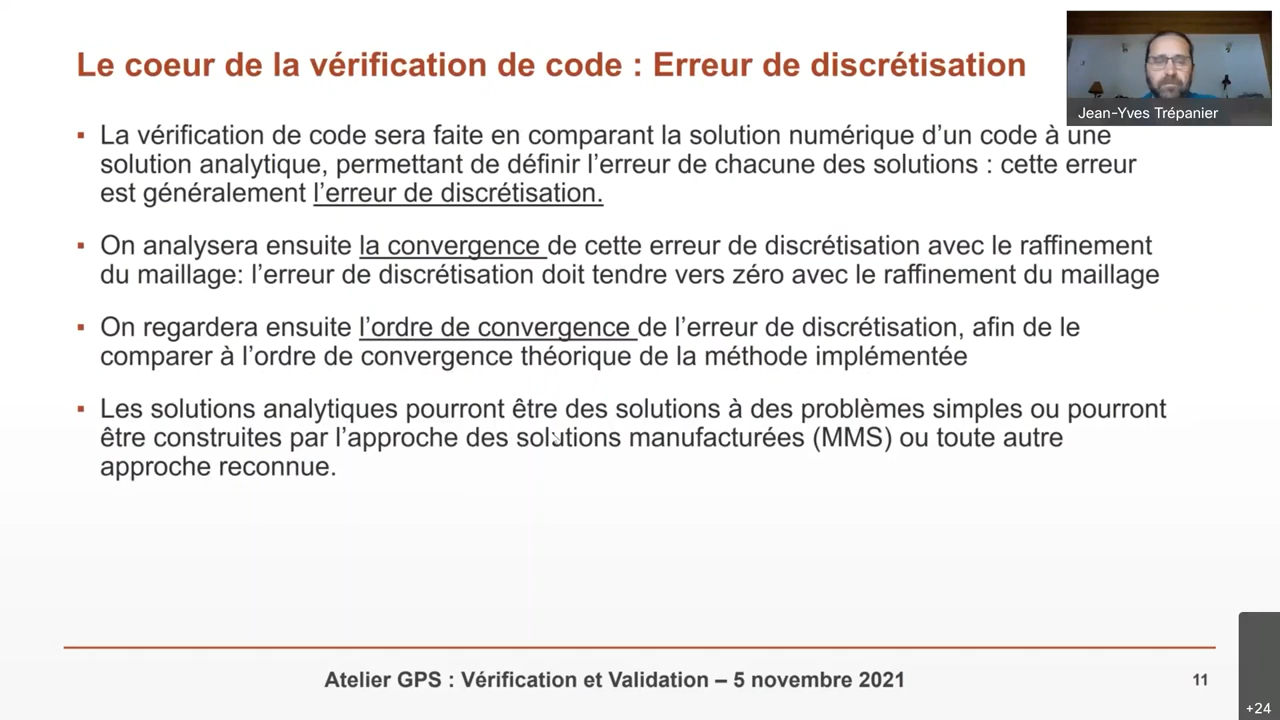 Le coeur de la vérification de code : Erreur de discrétisation
Jean-Yves Trépanier
▪ La vérification de code sera faite en comparant la solution numérique d’un code à une
solution analytique, permettant de définir l’erreur de chacune des solutions : cette erreur
est généralement l’erreur de discrétisation.
▪ On analysera ensuite la convergence de cette erreur de discrétisation avec le raffinement
du maillage: l’erreur de discrétisation doit tendre vers zéro avec le raffinement du maillage
▪ On regardera ensuite l’ordre de convergence de l’erreur de discrétisation, afin de le
comparer à l’ordre de convergence théorique de la méthode implémentée
▪ Les solutions analytiques pourront être des solutions à des problèmes simples ou pourront
être construites par l’approche des solutions manufacturées (MMS) ou toute autre
approche reconnue.
Atelier GPS : Vérification et Validation – 5 novembre 2021
11
+24